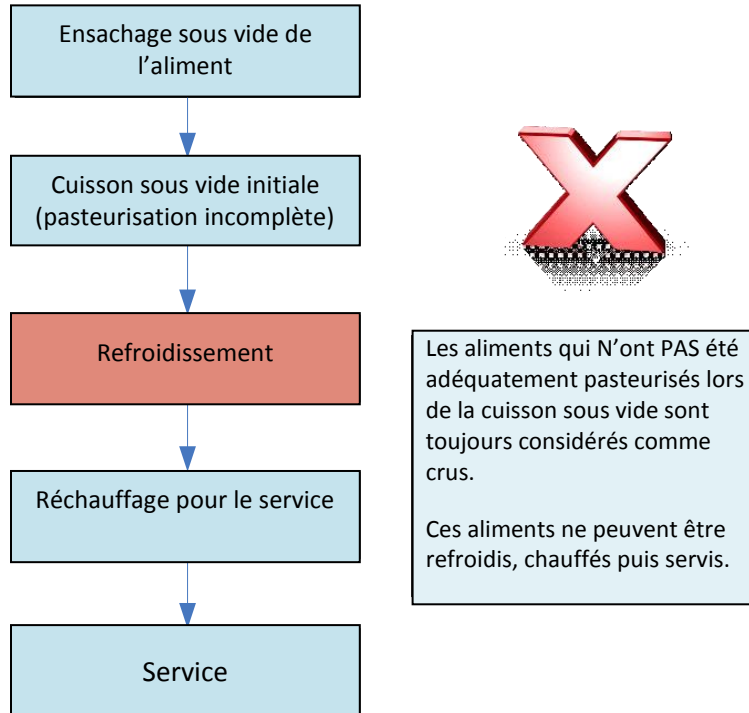 Ensachage sous vide de
l’aliment
Cuisson sous vide initiale
(pasteurisation incomplète)
Refroidissement
Réchauffage pour le service
Service
Les aliments qui N’ont PAS été
adéquatement pasteurisés lors
de la cuisson sous vide sont
toujours considérés comme
crus.
Ces aliments ne peuvent être
refroidis, chauffés puis servis.